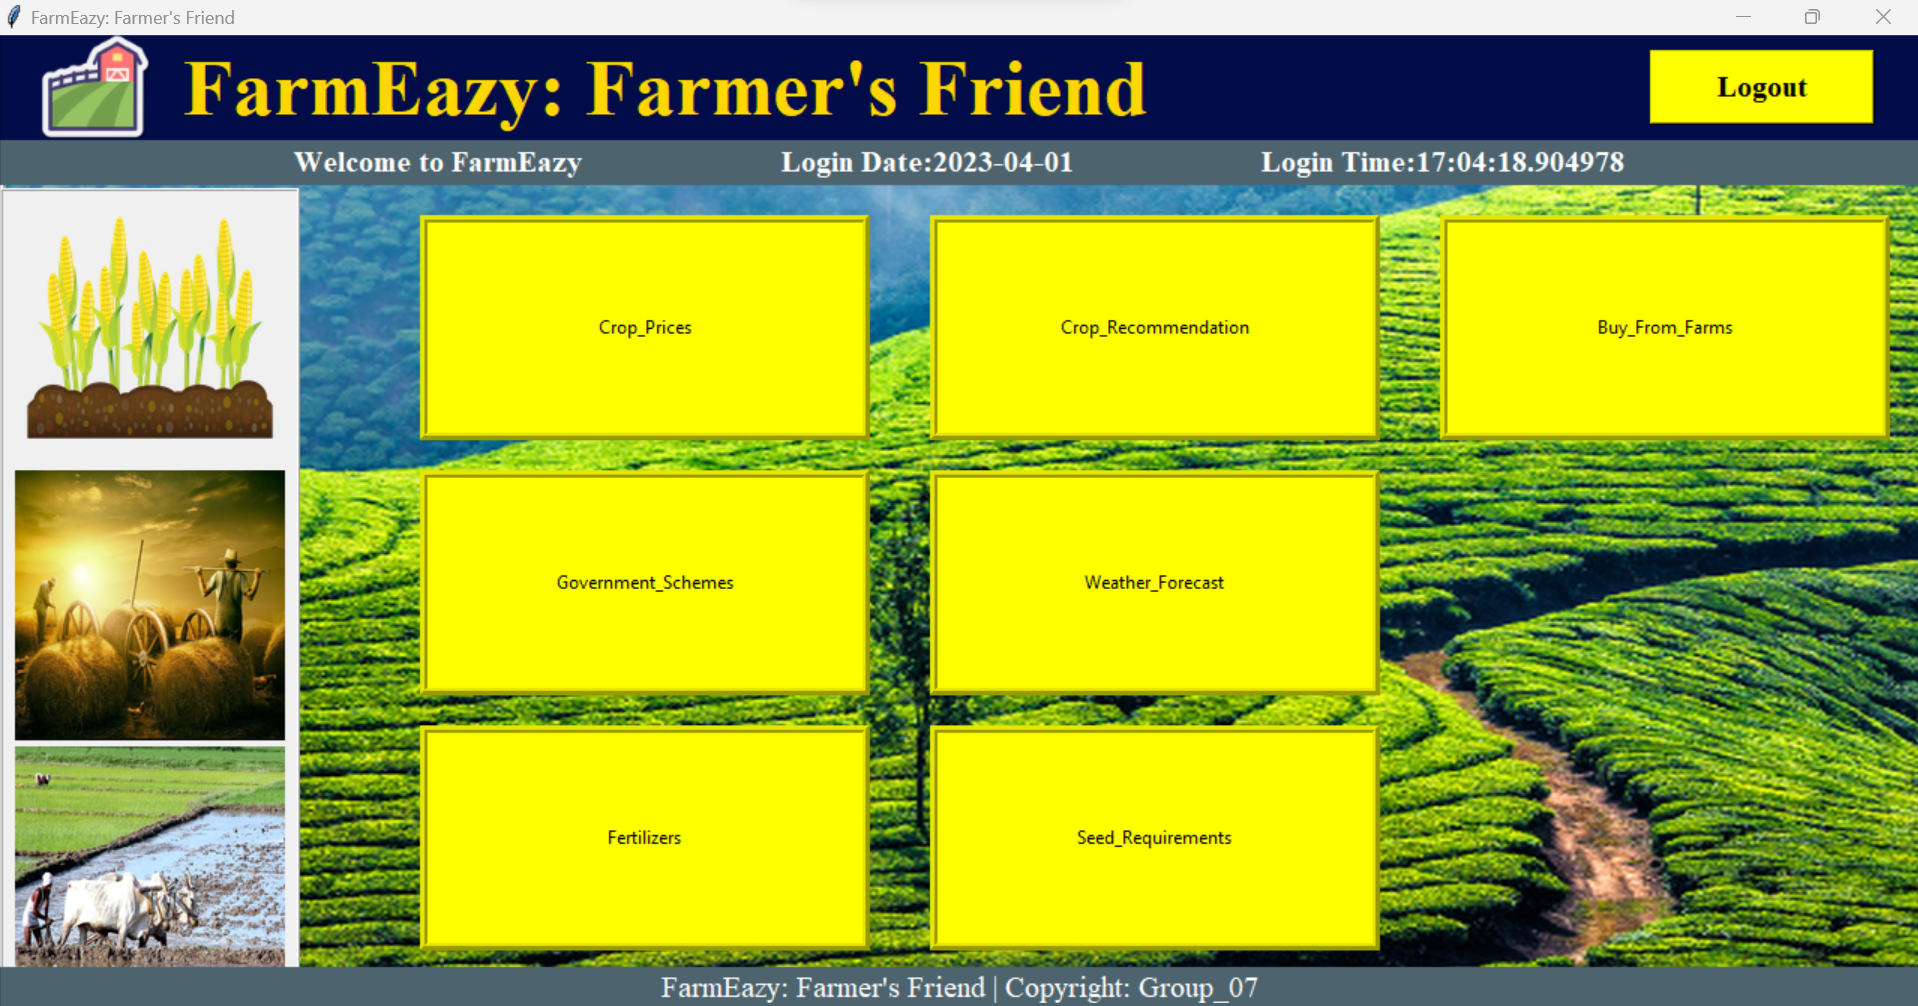 FarmEazy: Farmer's Friend
FarmEazy: Farmer's Friend
Logout
Welcome to FarmEazy
Login Date:2023-04-01
Login Time:17:04:18.904978
Crop_Prices
Crop_Recommendation
Buy_From_Farms
Government_Schemes
Weather_Forecast
Fertilizers
Seed_Requirements
FarmEazy: Farmer's Friend | Copyright: Group_07